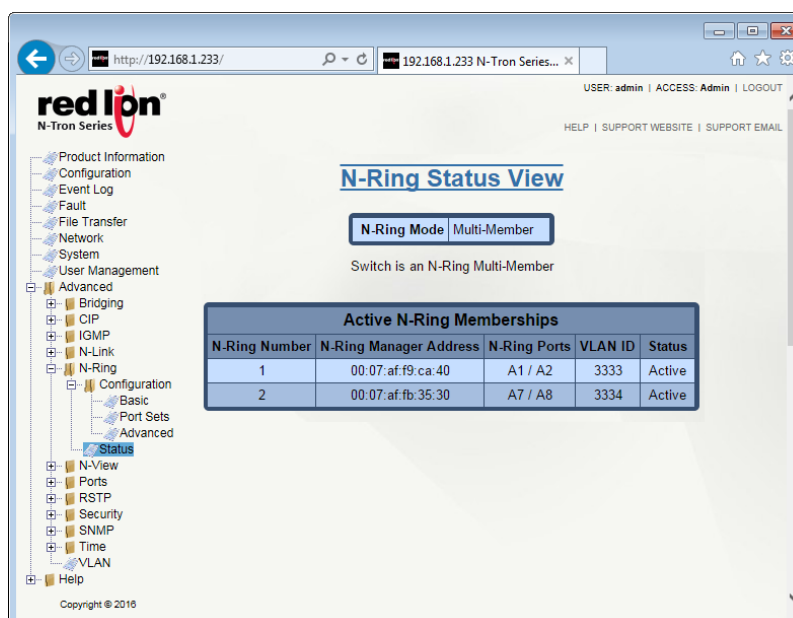 http://192.168.1.233/
192.168.1.233 N-Tron Series...
USER: admin | ACCESS: Admin | LOGOUT
red lion®
N-Tron Series
HELP | SUPPORT WEBSITE | SUPPORT EMAIL
Product Information
Configuration
Event Log
Fault
File Transfer
Network
System
User Management
Advanced
Bridging
CIP
IGMP
N-Link
N-Ring
Configuration
Basic
Port Sets
Advanced
Status
N-View
Ports
RSTP
Security
SNMP
Time
VLAN
Help
Copyright © 2016
N-Ring Status View
N-Ring Mode Multi-Member
Switch is an N-Ring Multi-Member
Active N-Ring Memberships
N-Ring Number N-Ring Manager Address N-Ring Ports VLAN ID Status
1 00:07:af:f9:ca:40 A1 / A2 3333 Active
2 00:07:af:fb:35:30 A7 / A8 3334 Active